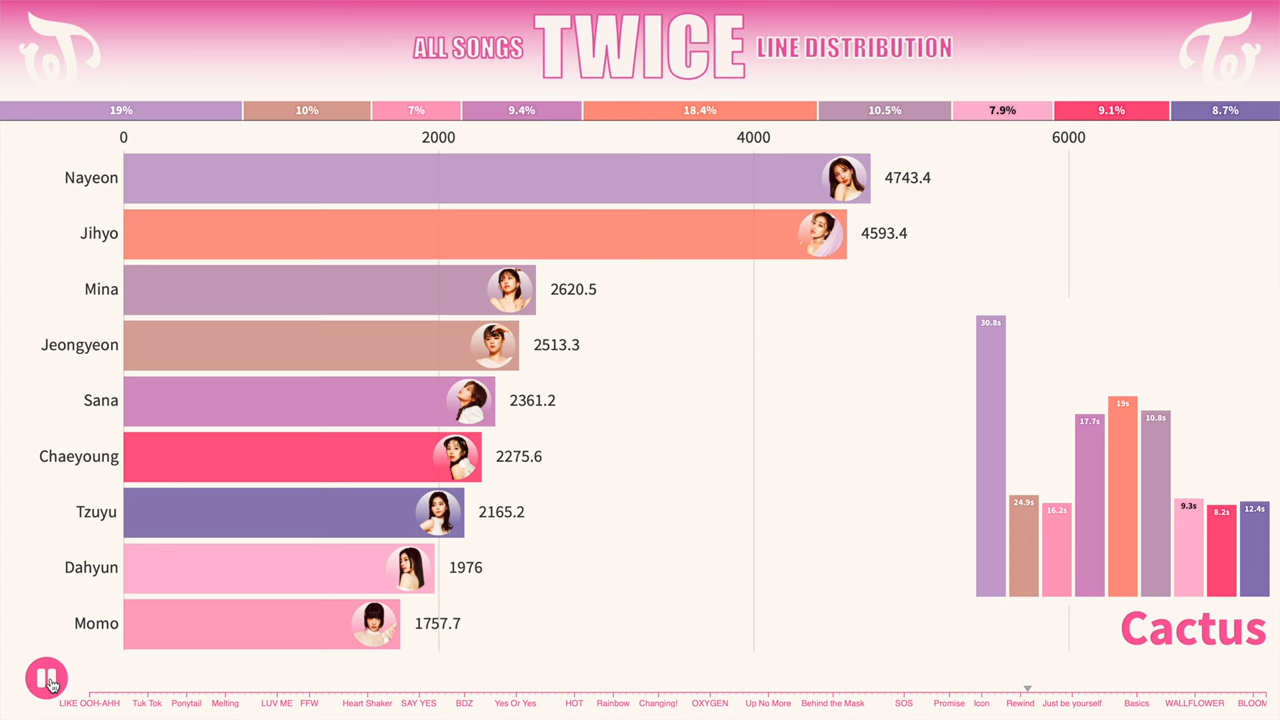 ALL SONGS TWICE LINE DISTRIBUTION
19% 10% 7% 9.4% 18.4% 10.5% 7.9% 9.1% 8.7%
0 2000 4000 6000
Nayeon 4743.4
Jihyo 4593.4
Mina 2620.5
Jeongyeon 2513.3
Sana 2361.2
Chaeyoung 2275.6
Tzuyu 2165.2
Dahyun 1976
Momo 1757.7
30.8s 24.9s 16.2s 17.7s 19s 10.8s 9.3s 8.2s 12.4s
Cactus
LIKE OOH-AHH Tuk Tok Ponytail Melting LUV ME FFW Heart Shaker SAY YES BDZ Yes Or Yes HOT Rainbow Changing! OXYGEN Up No More Behind the Mask SOS Promise Icon Rewind Just be yourself Basics WALLFLOWER BLOOM